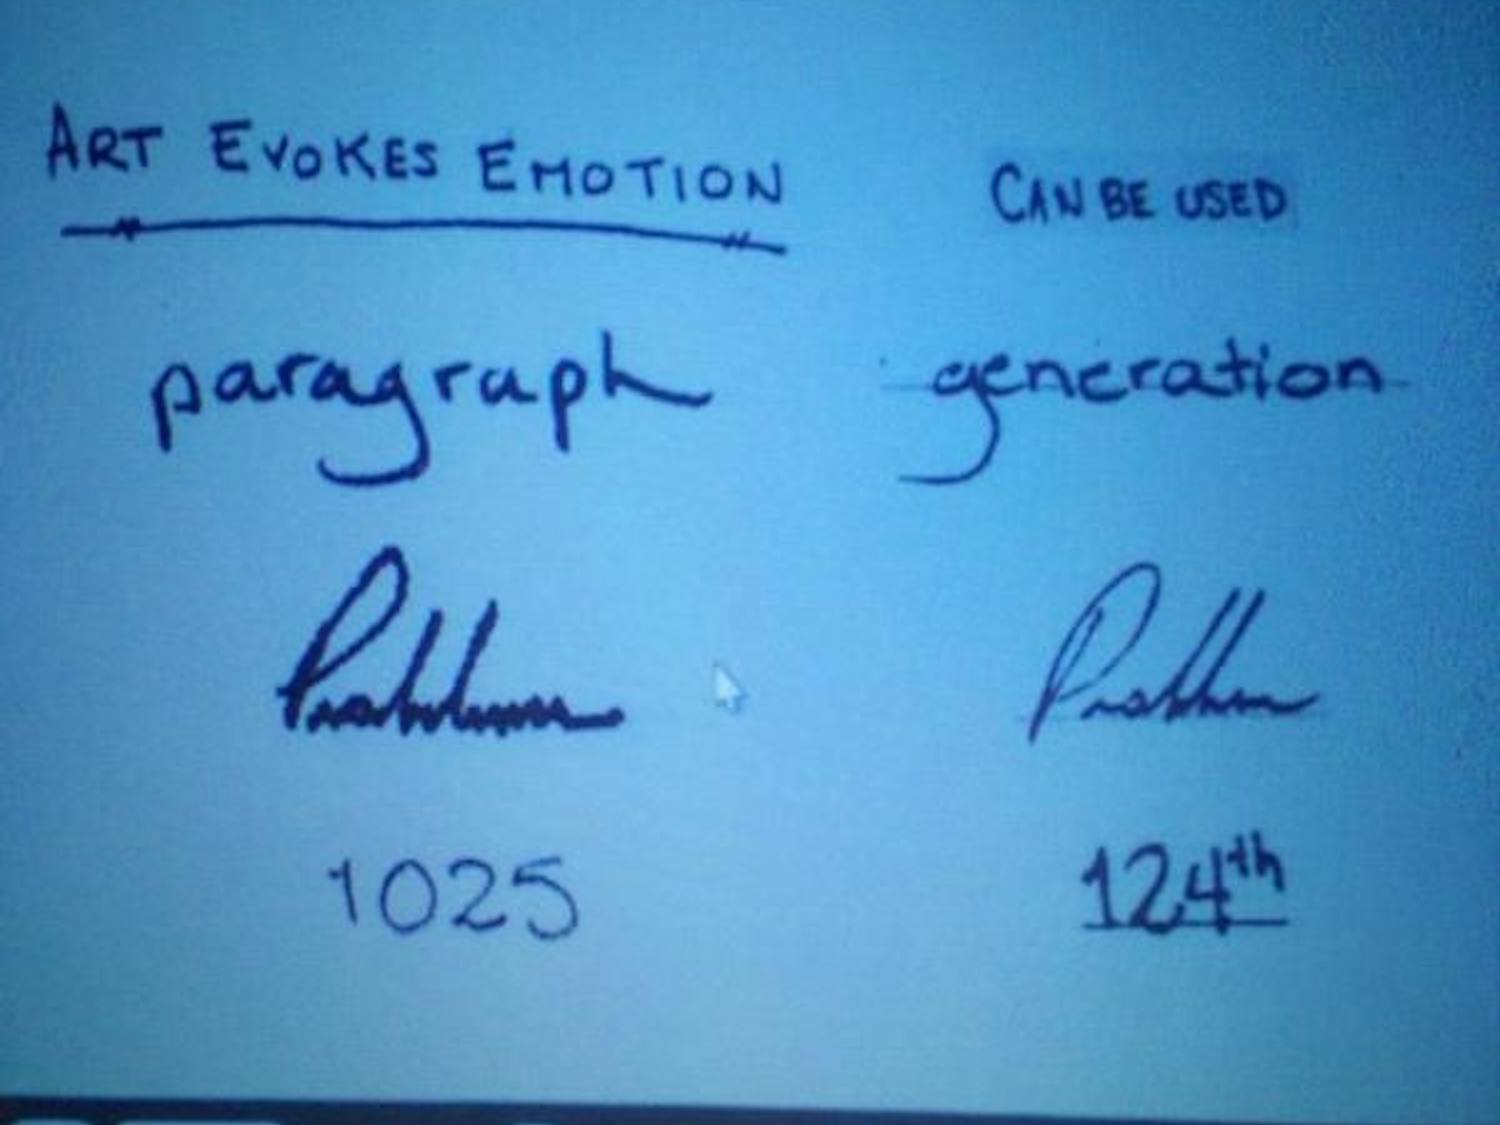 ART EVOKES EMOTION CAN BE USED
paragraph generation
1025 124th